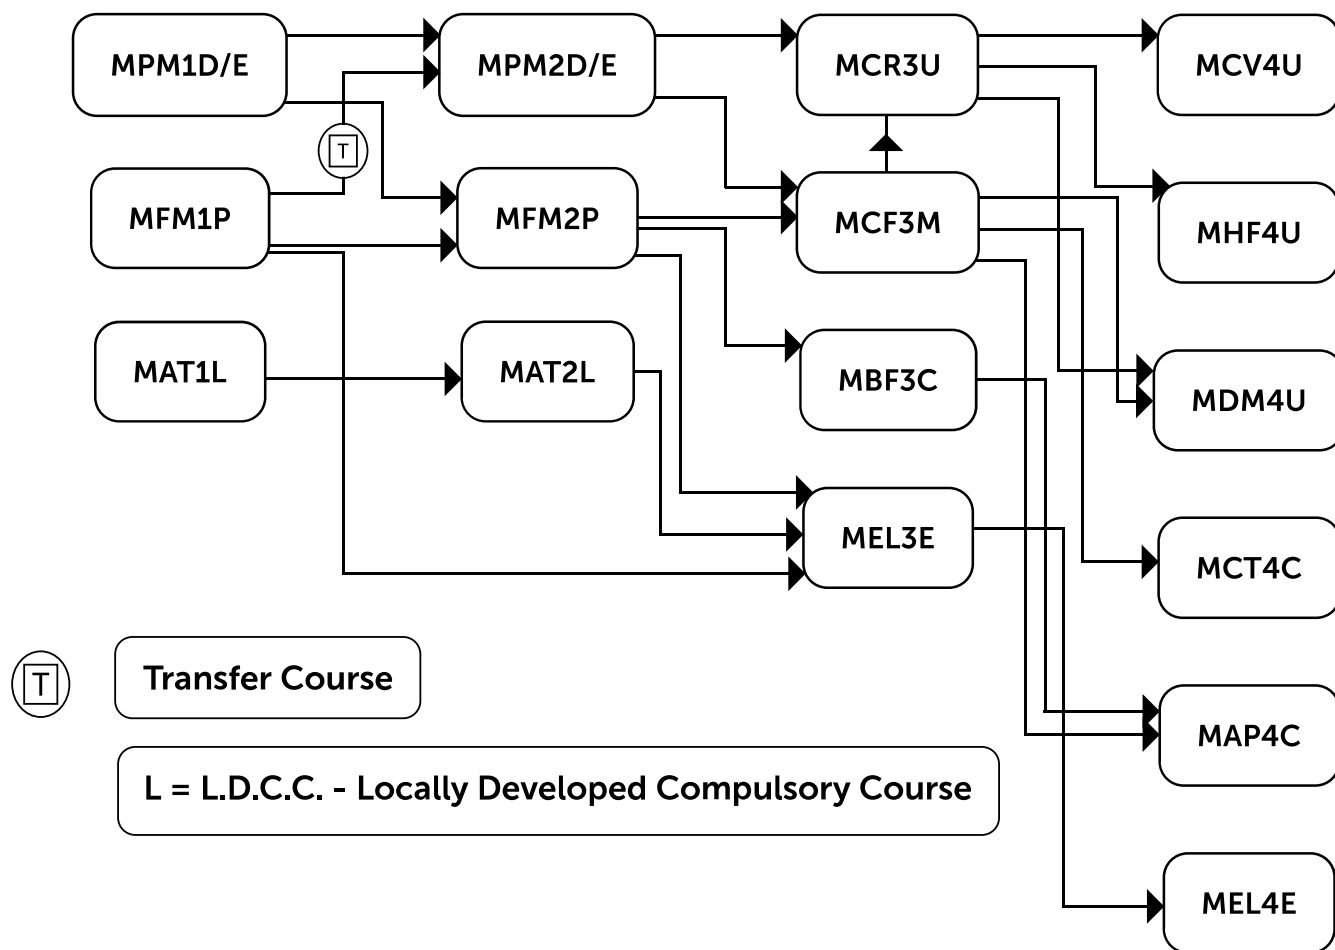 MPM1D/E
MPM2D/E
MCR3U
MCV4U
T
MFM1P
MFM2P
MCF3M
MHF4U
MAT1L
MAT2L
MBF3C
MDM4U
MEL3E
MCT4C
T
Transfer Course
MAP4C
L = L.D.C.C. - Locally Developed Compulsory Course
MEL4E